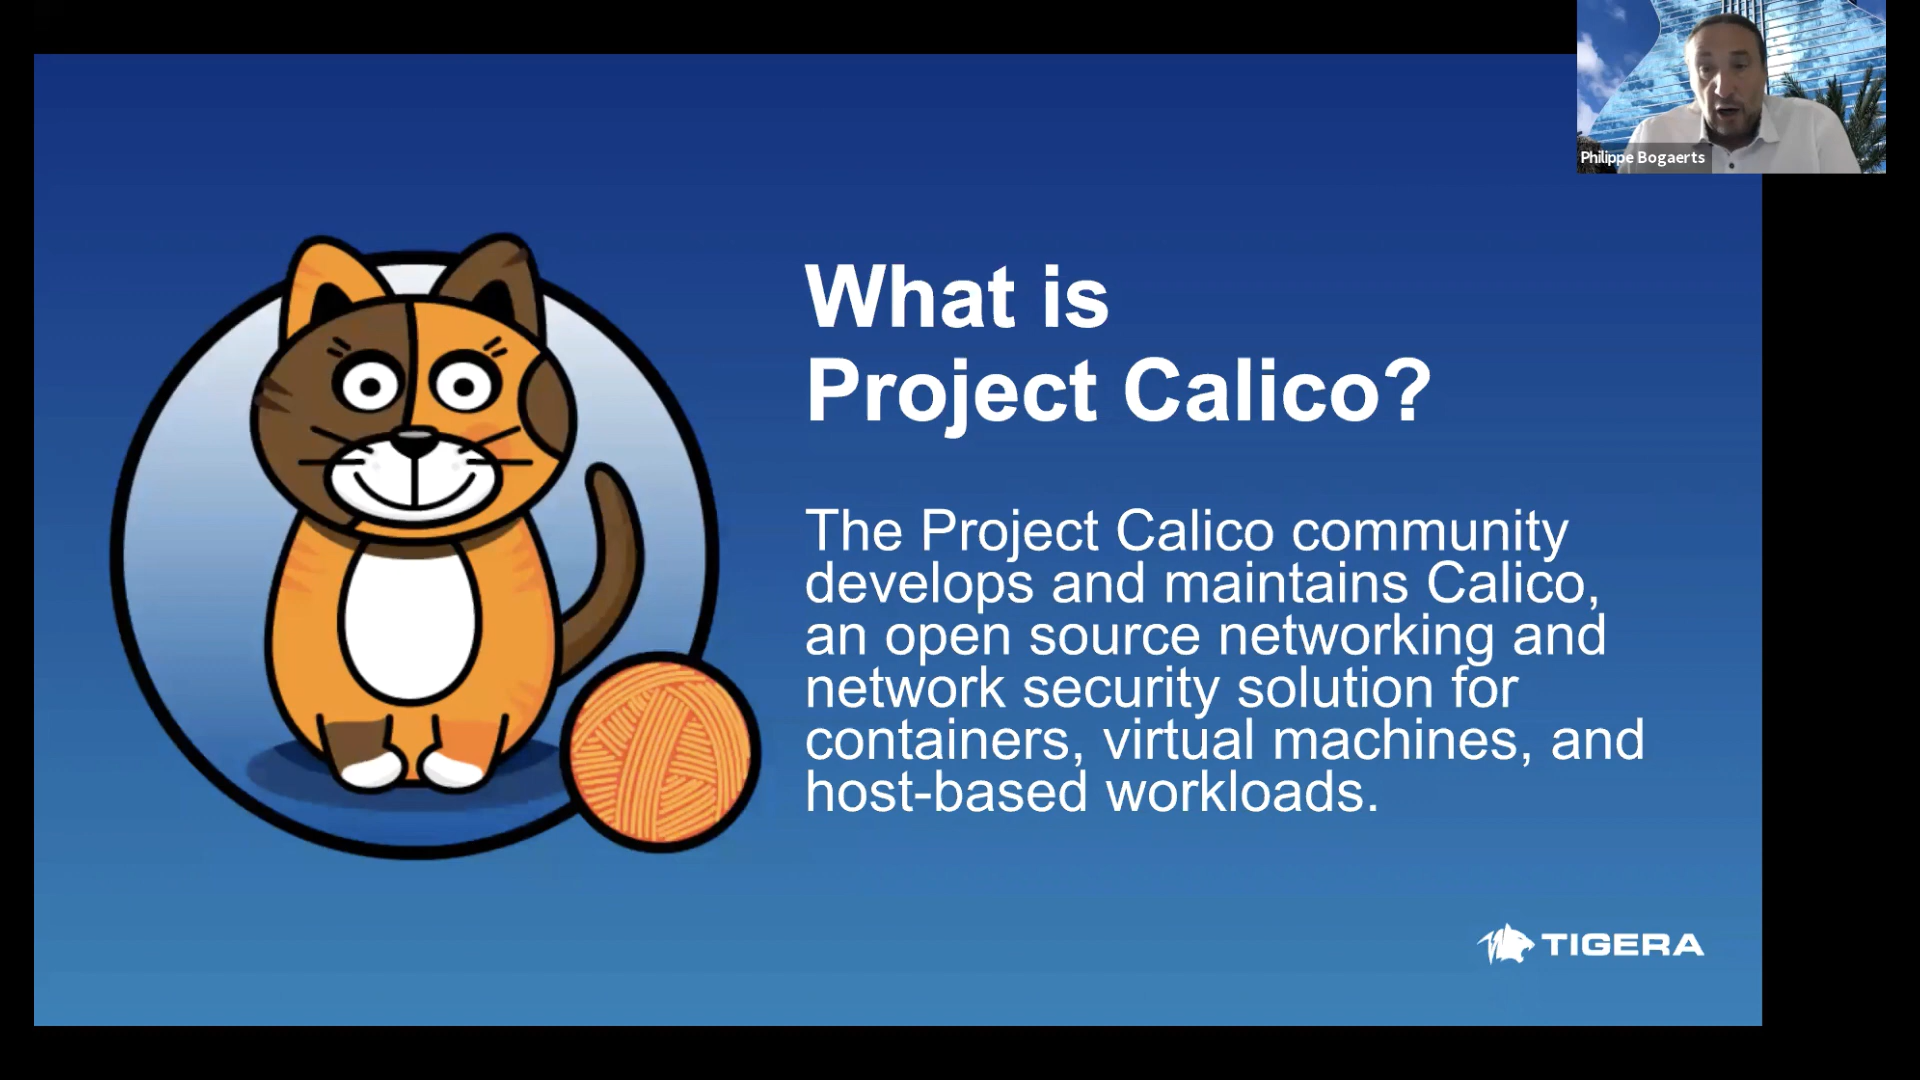 Philippe Bogaerts
What is
Project Calico?
The Project Calico community
develops and maintains Calico,
an open source networking and
network security solution for
containers, virtual machines, and
host-based workloads.
TIGERA